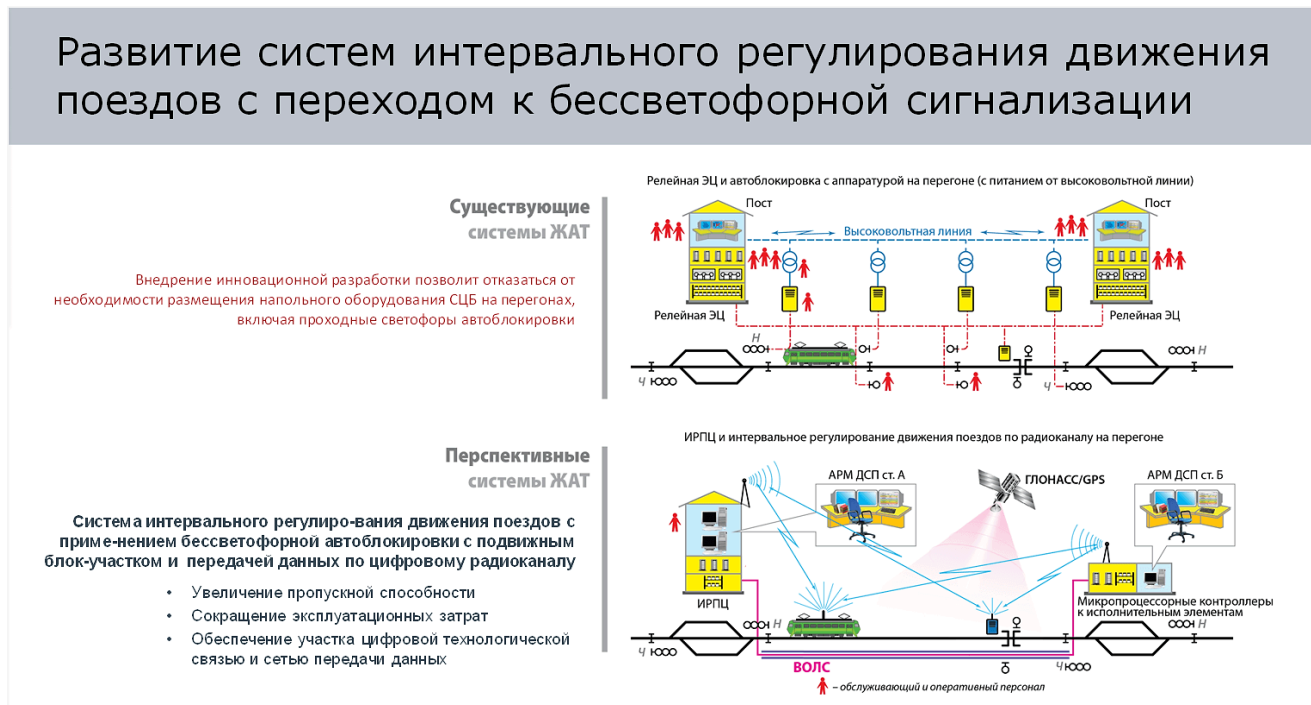 Развитие систем интервального регулирования движения
поездов с переходом к бессветофорной сигнализации
Существующие
системы ЖАТ
Внедрение инновационной разработки позволит отказаться от
необходимости размещения напольного оборудования СЦБ на перегонах,
включая проходные светофоры автоблокировки
Релейная ЭЦ и автоблокировка с аппаратурой на перегоне (с питанием от высоковольтной линии)
Пост
Пост
Высоковольтная линия
Релейная ЭЦ
Релейная ЭЦ
Н
Н
Ч
Ч
Перспективные
системы ЖАТ
Система интервального регулиро-вания движения поездов с
приме-нением бессветофорной автоблокировки с подвижным
блок-участком и передачей данных по цифровому радиоканалу
• Увеличение пропускной способности
• Сокращение эксплуатационных затрат
• Обеспечение участка цифровой технологической
связью и сетью передачи данных
ИРПЦ и интервальное регулирование движения поездов по радиоканалу на перегоне
АРМ ДСП ст. А
ГЛОНАСС/GPS
АРМ ДСП ст. Б
ИРПЦ
Микропроцессорные контроллеры
к исполнительным элементам
Н
Н
Ч
Ч
ВОЛС
– обслуживающий и оперативный персонал